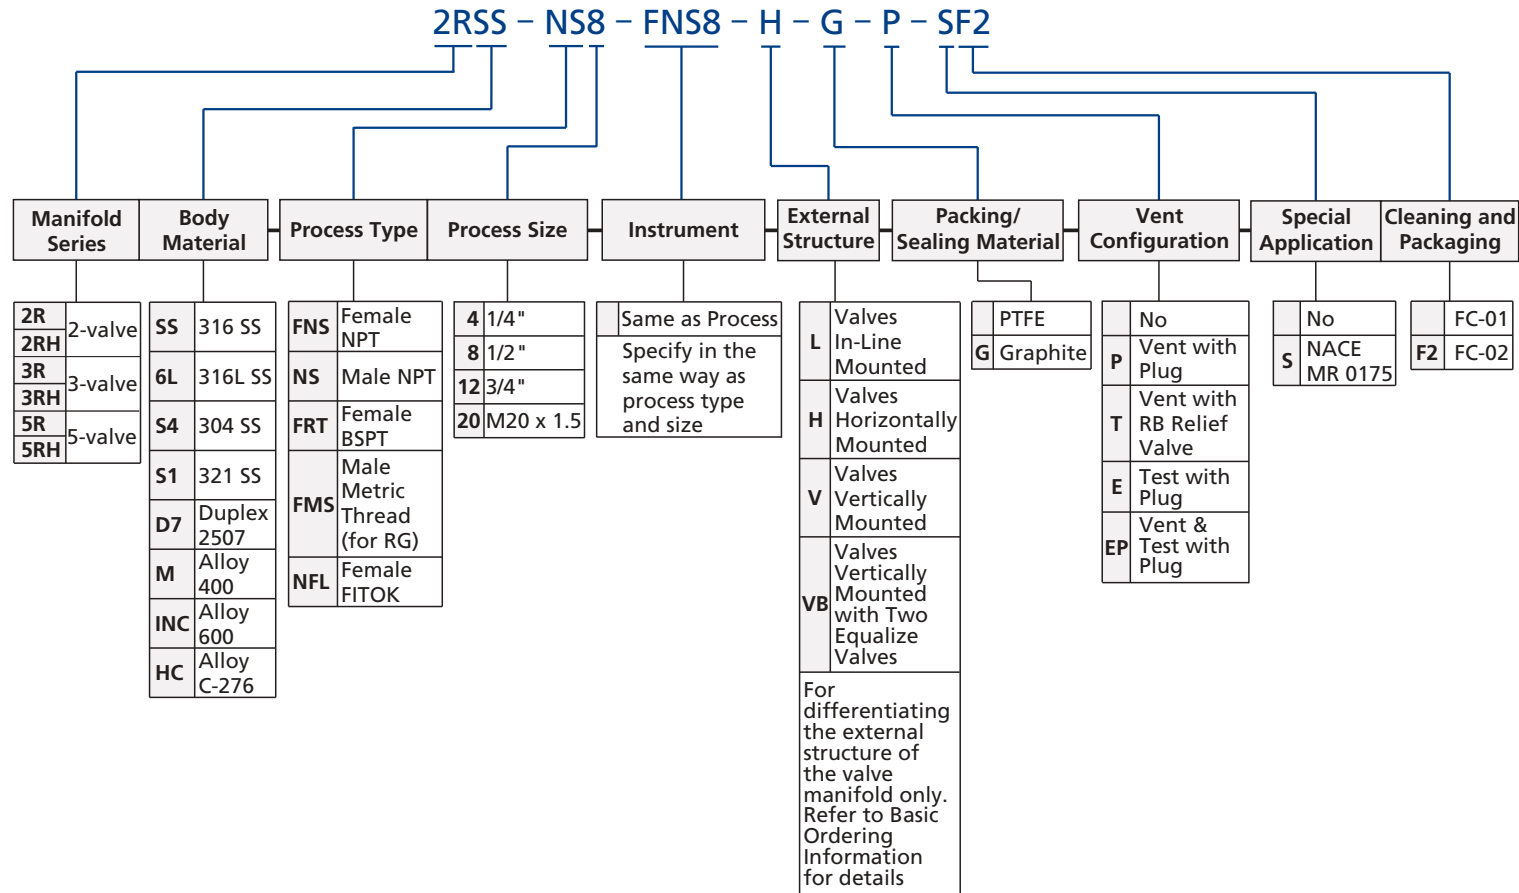 2RSS – NS8 – FNS8 – H – G – P – SF2
Manifold
Series
Body
Material
Process Type
Process Size
Instrument
External
Structure
Packing/
Sealing Material
Vent
Configuration
Special
Application
Cleaning and
Packaging
2R
2RH
2-valve
3R
3RH
3-valve
5R
5RH
5-valve
SS 316 SS
6L 316L SS
S4 304 SS
S1 321 SS
D7 Duplex
2507
M Alloy
400
INC Alloy
600
HC Alloy
C-276
FNS Female
NPT
NS Male NPT
FRT Female
BSPT
FMS Male
Metric
Thread
(for RG)
NFL Female
FITOK
4 1/4"
8 1/2"
12 3/4"
20 M20 x 1.5
Same as Process
Specify in the
same way as
process type
and size
L Valves
In-Line
Mounted
H Valves
Horizontally
Mounted
V Valves
Vertically
Mounted
VB Valves
Vertically
Mounted
with Two
Equalize
Valves
For
differentiating
the external
structure of
the valve
manifold only.
Refer to Basic
Ordering
Information
for details
PTFE
G Graphite
No
P Vent with
Plug
T Vent with
RB Relief
Valve
E Test with
Plug
EP Vent &
Test with
Plug
No
S NACE
MR 0175
FC-01
F2 FC-02